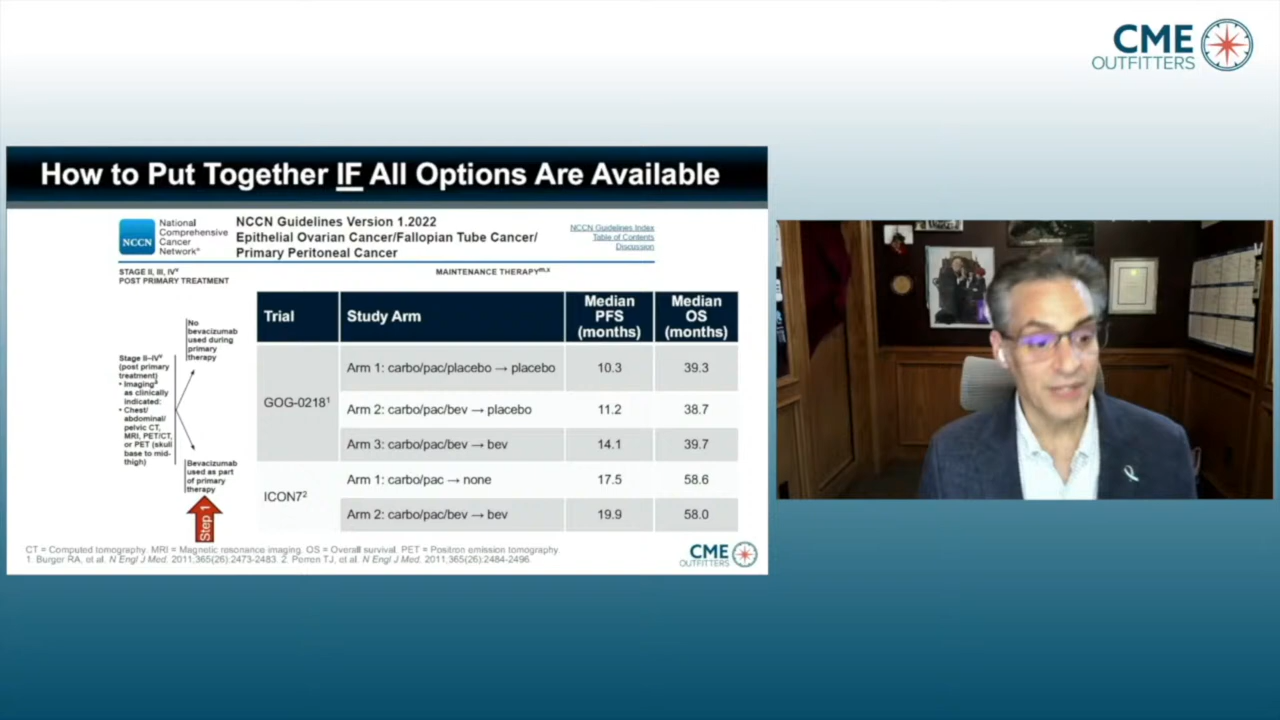 CME
OUTFITTERS
How to Put Together IF All Options Are Available
NCCN
National
Comprehensive
Cancer
Network®
NCCN Guidelines Version 1.2022
Epithelial Ovarian Cancer/Fallopian Tube Cancer/
Primary Peritoneal Cancer
NCCN Guidelines Index
Table of Contents
Discussion
STAGE II, III, IVᵛ
POST PRIMARY TREATMENT
MAINTENANCE THERAPYᵐ,ˣ
No
bevacizumab
used during
primary
therapy
Stage II–IVᵛ
(post primary
treatment)
• Imaging
as clinically
indicated:
• Chest/
abdominal/
pelvic CT,
MRI, PET/CT,
or PET (skull
base to mid-
thigh)
Bevacizumab
used as part
of primary
therapy
Step 1
Trial Study Arm Median PFS (months) Median OS (months)
GOG-0218¹
Arm 1: carbo/pac/placebo → placebo 10.3 39.3
Arm 2: carbo/pac/bev → placebo 11.2 38.7
Arm 3: carbo/pac/bev → bev 14.1 39.7
ICON7²
Arm 1: carbo/pac → none 17.5 58.6
Arm 2: carbo/pac/bev → bev 19.9 58.0
CT = Computed tomography. MRI = Magnetic resonance imaging. OS = Overall survival. PET = Positron emission tomography.
1. Burger RA, et al. N Engl J Med. 2011;365(26):2473-2483. 2. Perren TJ, et al. N Engl J Med. 2011;365(26):2484-2496.
CME
OUTFITTERS